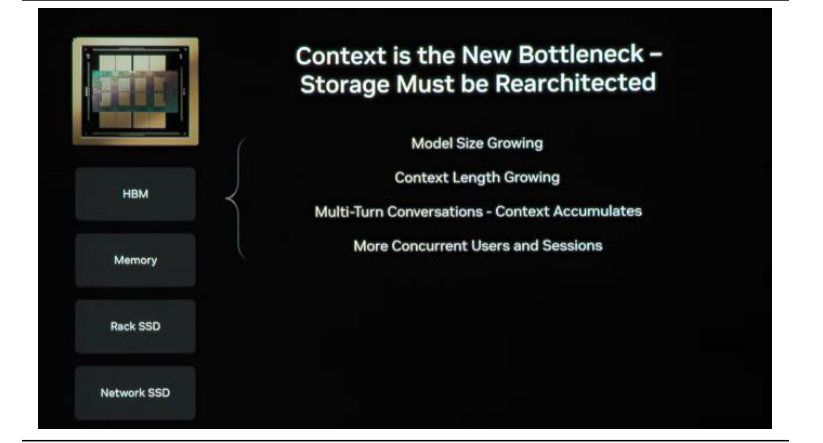 Context is the New Bottleneck –
Storage Must be Rearchitected
Model Size Growing
Context Length Growing
Multi-Turn Conversations - Context Accumulates
More Concurrent Users and Sessions
HBM
Memory
Rack SSD
Network SSD